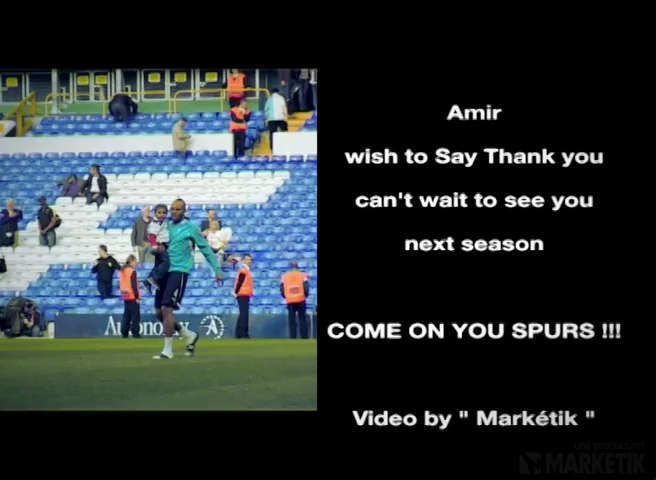 Amir
wish to Say Thank you
can't wait to see you
next season
COME ON YOU SPURS !!!
Autonomy
Video by " Markétik "
une production
MARKETIK